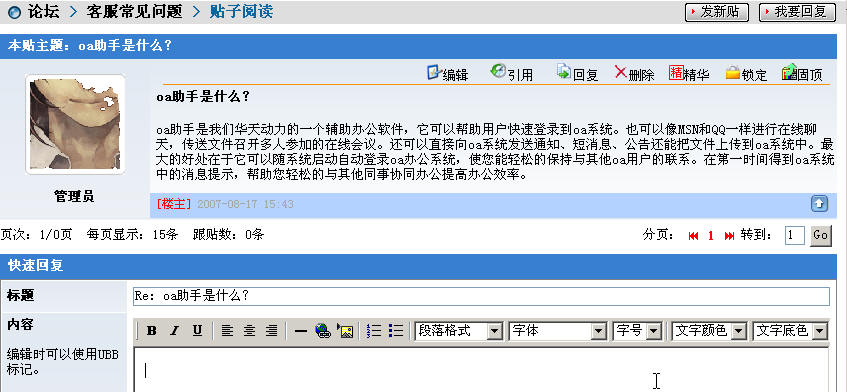 论坛 > 客服常见问题 > 贴子阅读
发新贴 我要回复
本贴主题: oa助手是什么?
编辑 引用 回复 删除 精 精华 锁定 固顶
oa助手是什么?
oa助手是我们华天动力的一个辅助办公软件，它可以帮助用户快速登录到oa系统。也可以像MSN和QQ一样进行在线聊
天，传送文件召开多人参加的在线会议。还可以直接向oa系统发送通知、短消息、公告还能把文件上传到oa系统中。最
大的好处在于它可以随系统启动自动登录oa办公系统，使您能轻松的保持与其他oa用户的联系。在第一时间得到oa系统
中的消息提示，帮助您轻松的与其他同事协同办公提高办公效率。
管理员
[楼主] 2007-08-17 15:43
页次: 1/0页 每页显示: 15条 跟贴数: 0条
分页: 1 转到: 1 Go
快速回复
标题
Re: oa助手是什么?
内容
B I U 段落格式 字体 字号 文字颜色 文字底色
编辑时可以使用UBB
标记。